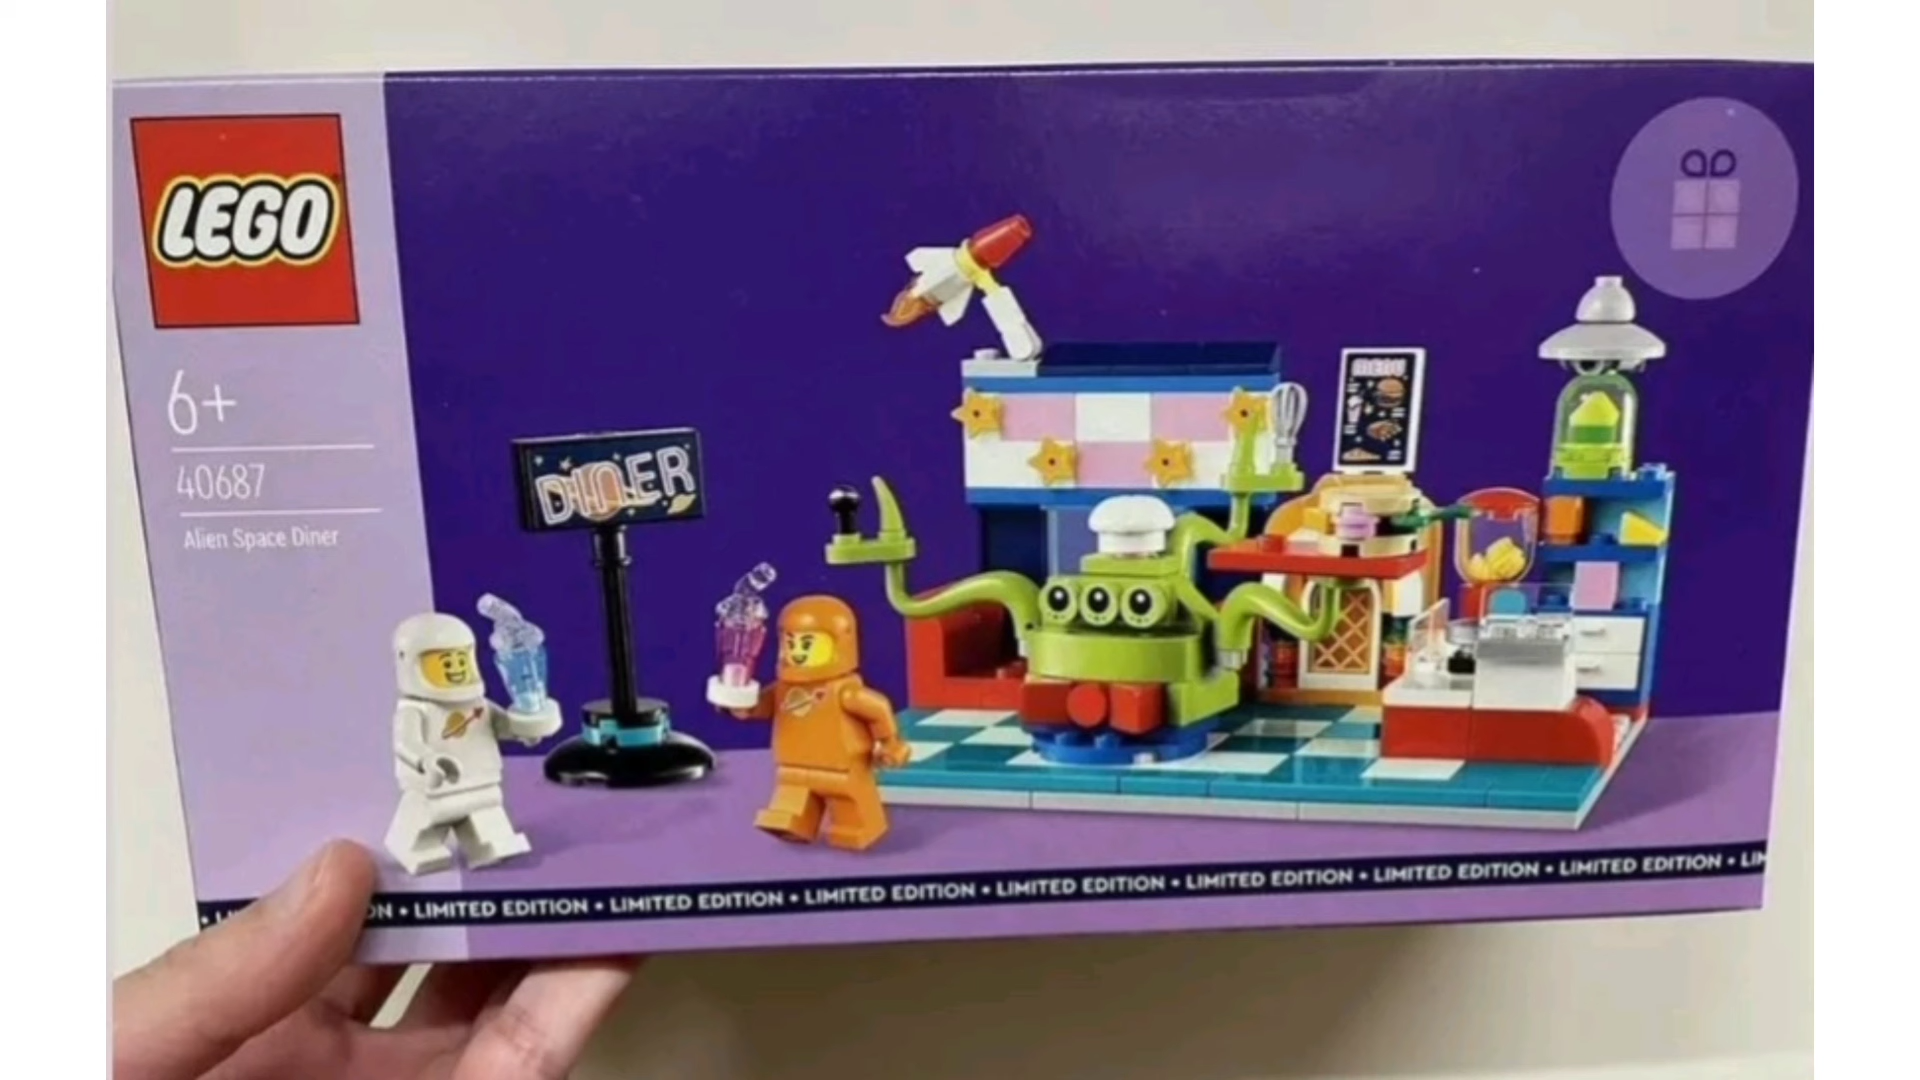 LEGO
6+
40687
Alien Space Diner
DINER
MENU
LIMITED EDITION • LIMITED EDITION • LIMITED EDITION • LIMITED EDITION • LIMITED EDITION • LIMITED EDITION • LIMITED EDITION